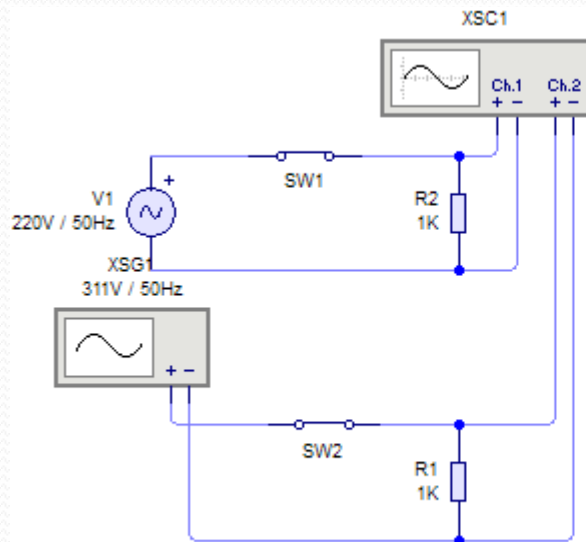 XSC1
Ch.1 Ch.2
+ − + −
+
SW1
V1
220V / 50Hz
R2
1K
XSG1
311V / 50Hz
+ −
SW2
R1
1K